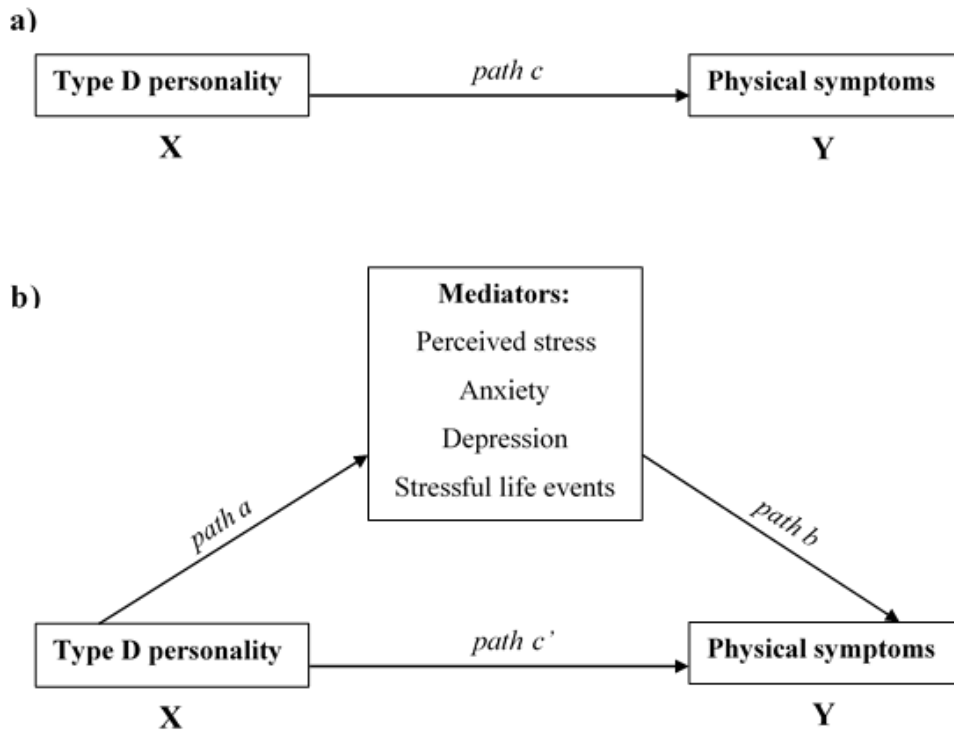 a)
Type D personality
path c
Physical symptoms
X
Y
b)
Mediators:
Perceived stress
Anxiety
Depression
Stressful life events
path a
path b
Type D personality
path c’
Physical symptoms
X
Y